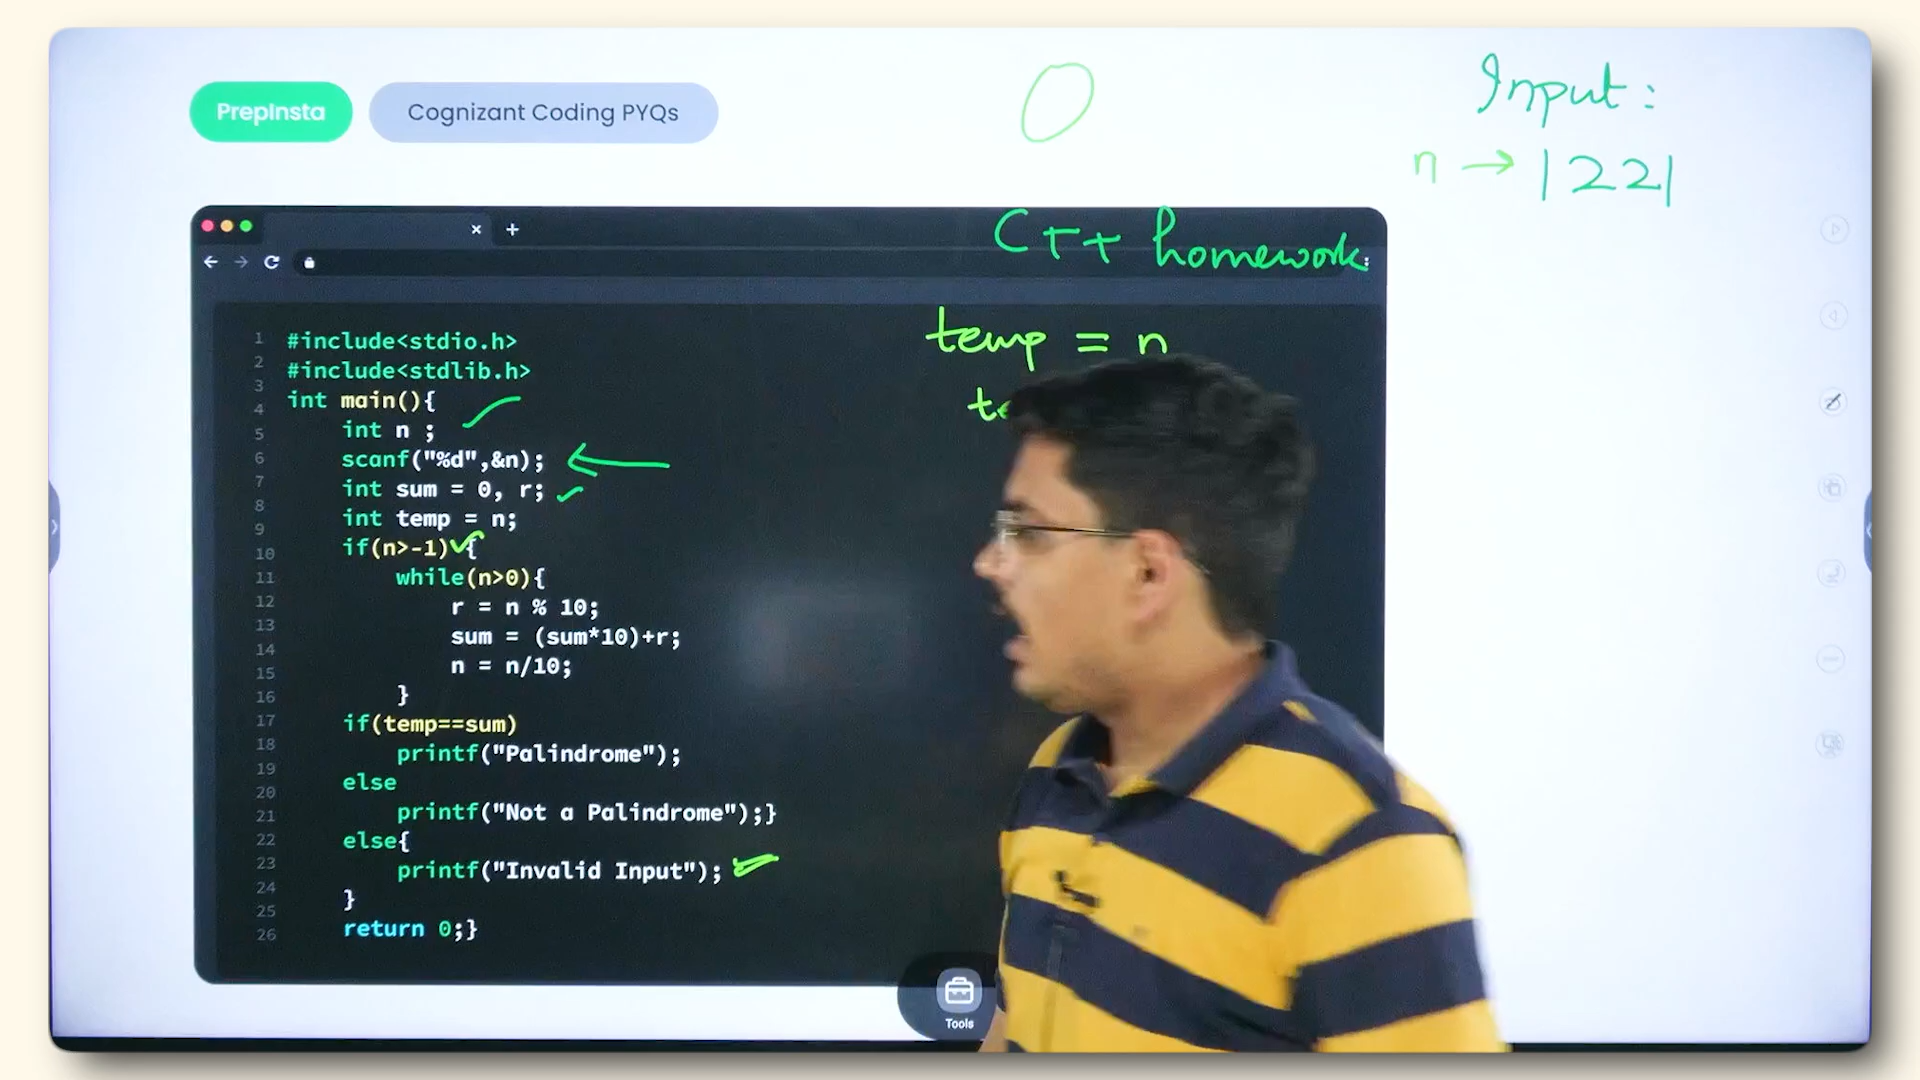 PrepInsta
Cognizant Coding PYQs
0
Input :
n → 1221
C++ homework
temp = n
1 #include<stdio.h>
2 #include<stdlib.h>
3 int main(){
4 int n ;
5 scanf("%d",&n);
6 int sum = 0, r;
7 int temp = n;
8 if(n>-1){
9 while(n>0){
10 r = n % 10;
11 sum = (sum*10)+r;
12 n = n/10;
13 }
14 if(temp==sum)
15 printf("Palindrome");
16 else
17 printf("Not a Palindrome");}
18 else{
19 printf("Invalid Input");
20 }
21 return 0;}
22
23
24
25
26
Tools